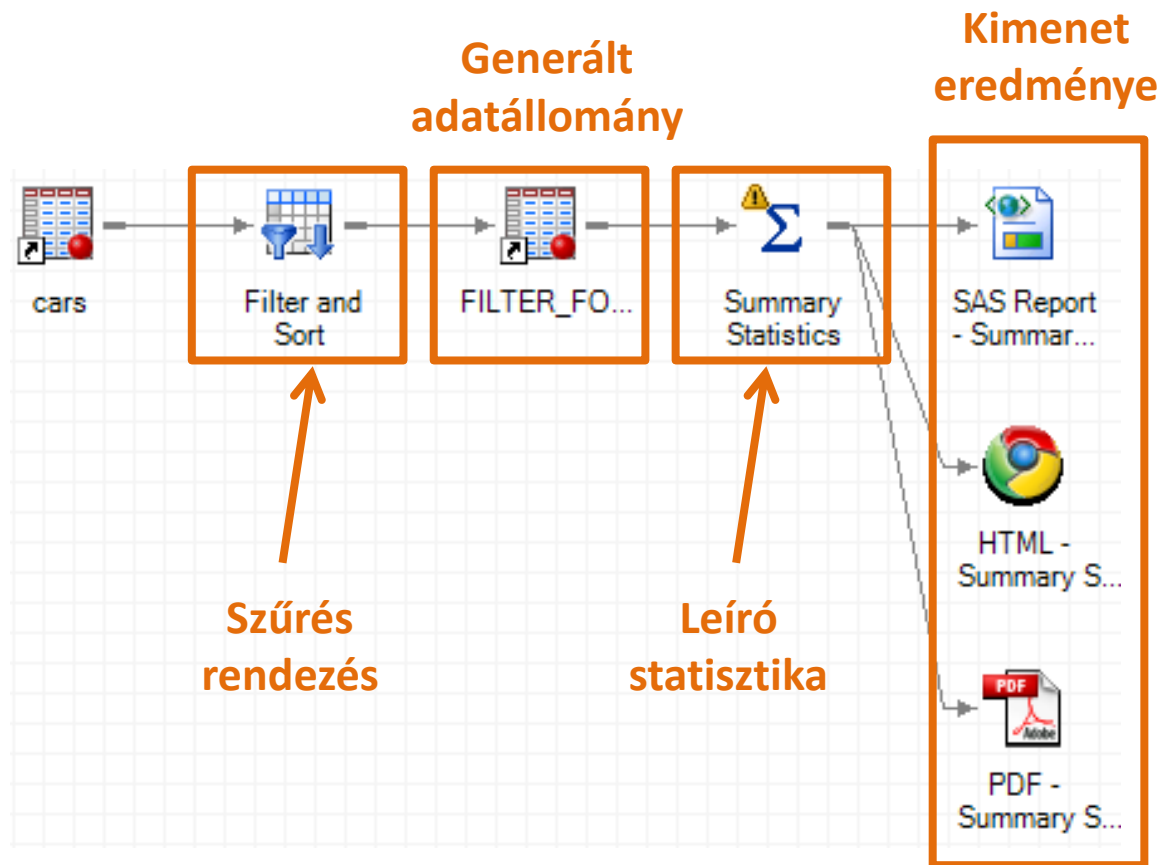 Kimenet
eredménye
Generált
adatállomány
cars
Filter and
Sort
FILTER_FO...
Summary
Statistics
SAS Report
- Summar...
HTML -
Summary S...
PDF
Adobe
PDF -
Summary S...
Szűrés
rendezés
Leíró
statisztika